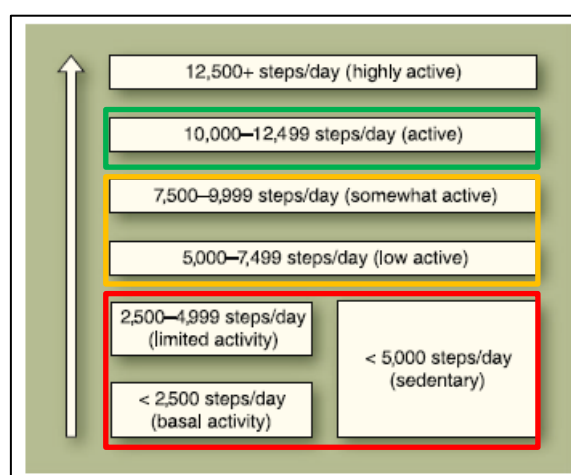 12,500+ steps/day (highly active)
10,000–12,499 steps/day (active)
7,500–9,999 steps/day (somewhat active)
5,000–7,499 steps/day (low active)
2,500–4,999 steps/day
(limited activity)
< 2,500 steps/day
(basal activity)
< 5,000 steps/day
(sedentary)